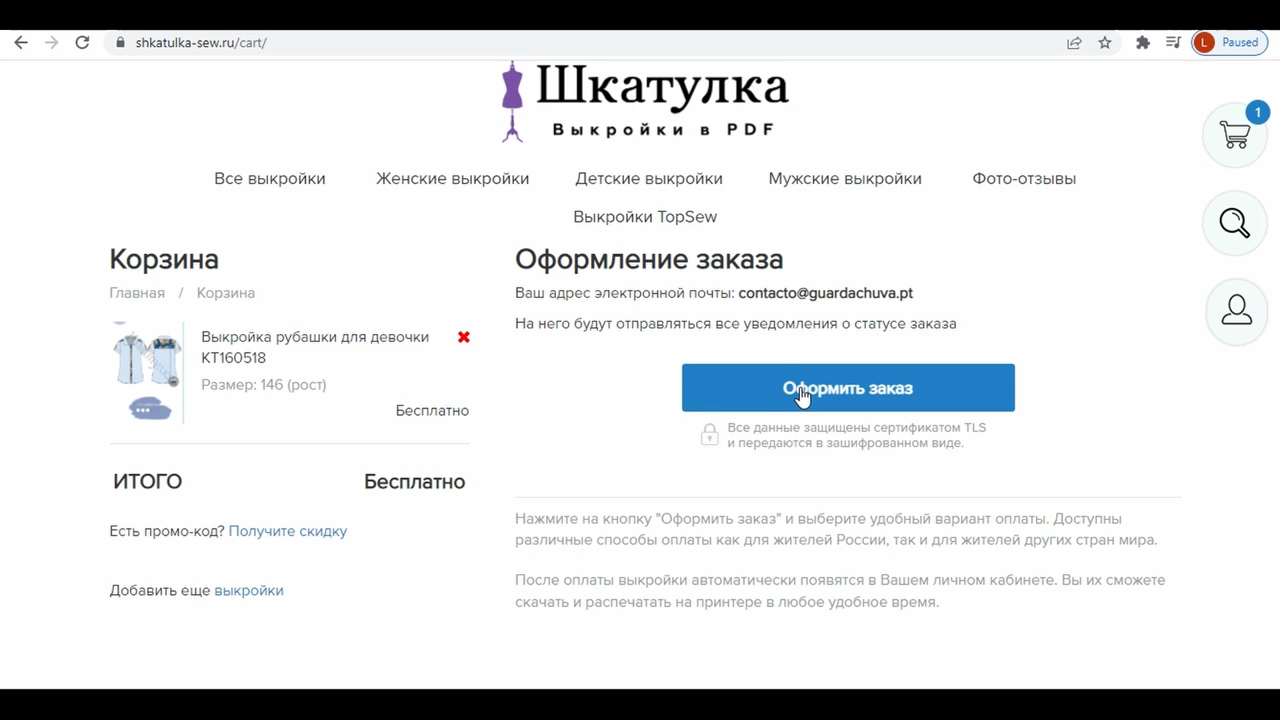 shkatulka-sew.ru/cart/
L
Paused
Шкатулка
Выкройки в PDF
1
Все выкройки
Женские выкройки
Детские выкройки
Мужские выкройки
Фото-отзывы
Выкройки TopSew
Корзина
Главная / Корзина
Выкройка рубашки для девочки
КТ160518
Размер: 146 (рост)
Бесплатно
ИТОГО
Бесплатно
Есть промо-код? Получите скидку
Добавить еще выкройки
Оформление заказа
Ваш адрес электронной почты: contacto@guardachuva.pt
На него будут отправляться все уведомления о статусе заказа
Оформить заказ
Все данные защищены сертификатом TLS
и передаются в зашифрованном виде.
Нажмите на кнопку "Оформить заказ" и выберите удобный вариант оплаты. Доступны
различные способы оплаты как для жителей России, так и для жителей других стран мира.
После оплаты выкройки автоматически появятся в Вашем личном кабинете. Вы их сможете
скачать и распечатать на принтере в любое удобное время.